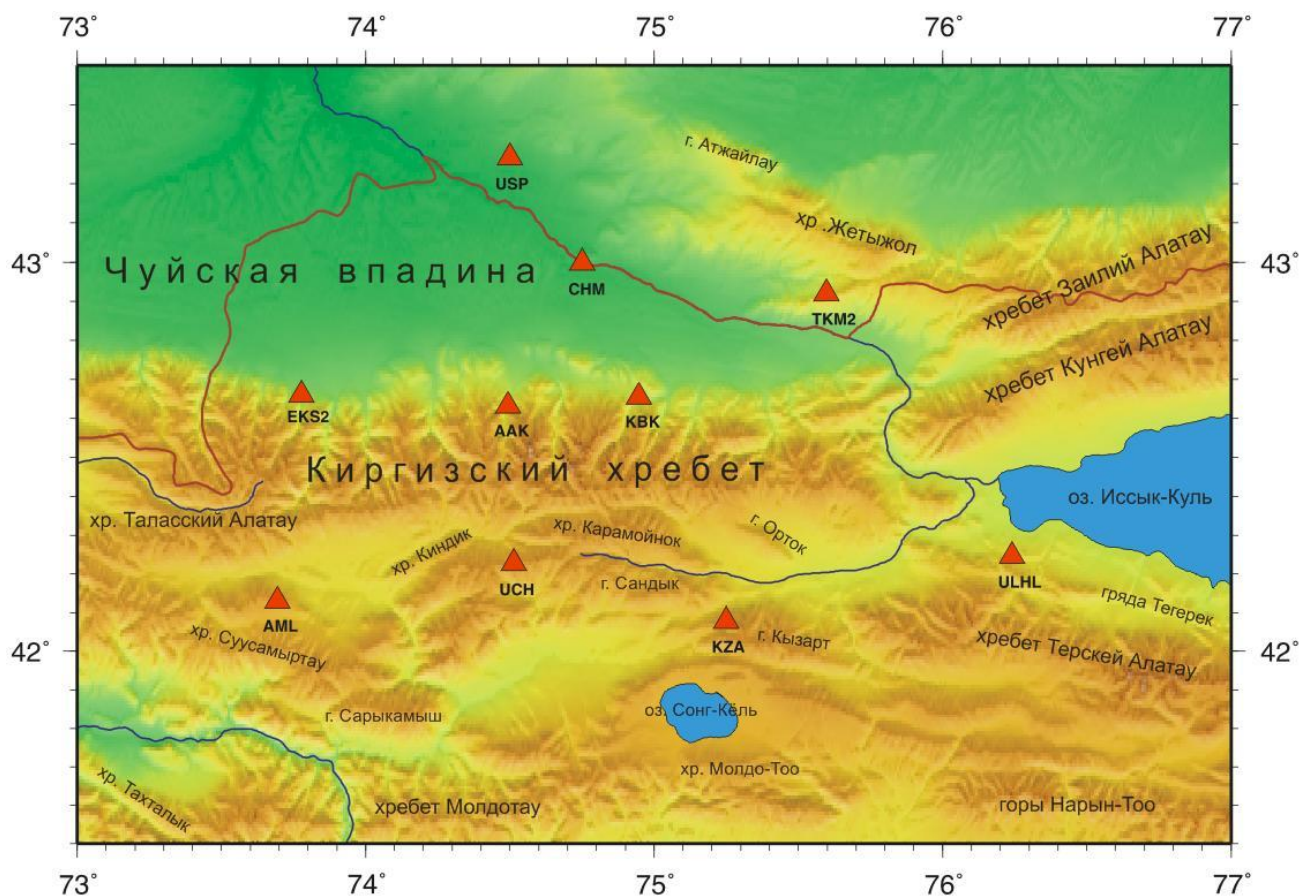 73°
74°
75°
76°
77°
г. Атжайлау
USP
хр .Жетыжол
43°
Чуйская впадина
CHM
TKM2
хребет Заилий Алатау
43°
хребет Кунгей Алатау
EKS2
AAK
KBK
Киргизский хребет
оз. Иссык-Куль
хр. Таласский Алатау
хр. Киндик
хр. Карамойнок
г. Орток
UCH
г. Сандык
ULHL
гряда Тегерек
AML
хр. Суусамыртау
KZA
г. Кызарт
хребет Терскей Алатау
42°
42°
г. Сарыкамыш
оз. Сонг-Кёль
хр. Тахталык
хр. Молдо-Тоо
хребет Молдотау
горы Нарын-Тоо
73°
74°
75°
76°
77°